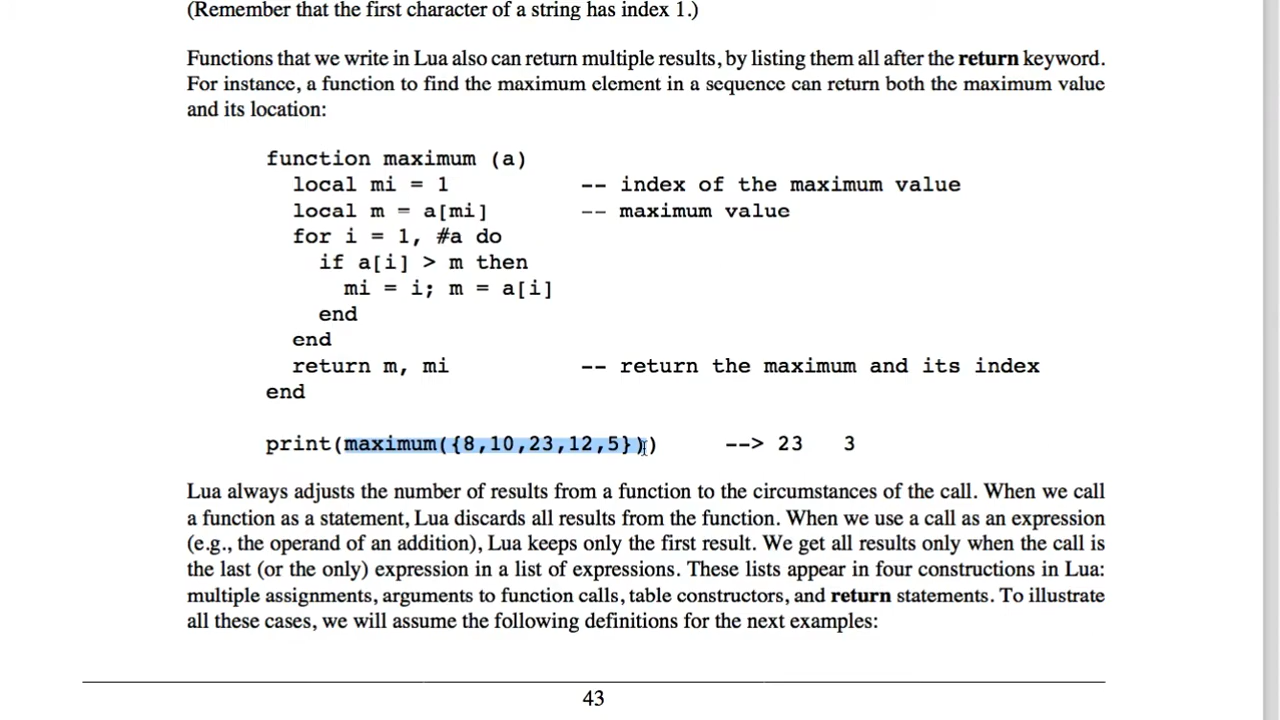 (Remember that the first character of a string has index 1.)
Functions that we write in Lua also can return multiple results, by listing them all after the return keyword.
For instance, a function to find the maximum element in a sequence can return both the maximum value
and its location:
function maximum (a)
local mi = 1 -- index of the maximum value
local m = a[mi] -- maximum value
for i = 1, #a do
if a[i] > m then
mi = i; m = a[i]
end
end
return m, mi -- return the maximum and its index
end
print(maximum({8,10,23,12,5})) --> 23 3
Lua always adjusts the number of results from a function to the circumstances of the call. When we call
a function as a statement, Lua discards all results from the function. When we use a call as an expression
(e.g., the operand of an addition), Lua keeps only the first result. We get all results only when the call is
the last (or the only) expression in a list of expressions. These lists appear in four constructions in Lua:
multiple assignments, arguments to function calls, table constructors, and return statements. To illustrate
all these cases, we will assume the following definitions for the next examples:
43